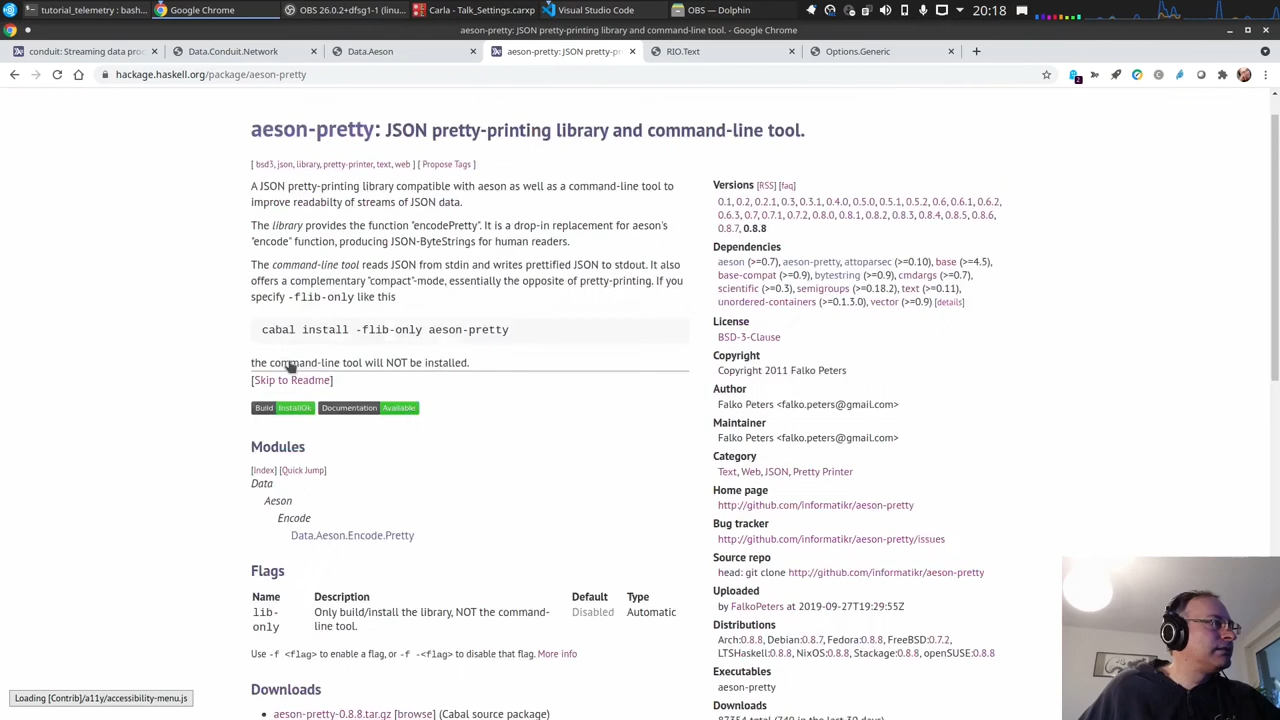 tutorial_telemetry : bash...
Google Chrome
OBS 26.0.2+dfsg1-1 (linu...
Carla - Talk_Settings.carxp
Visual Studio Code
OBS — Dolphin
20:18
aeson-pretty: JSON pretty-printing library and command-line tool. - Google Chrome
conduit: Streaming data proc
Data.Conduit.Network
Data.Aeson
aeson-pretty: JSON pretty-pr
RIO.Text
Options.Generic
hackage.haskell.org/package/aeson-pretty
2
aeson-pretty: JSON pretty-printing library and command-line tool.
[ bsd3, json, library, pretty-printer, text, web ] [ Propose Tags ]
A JSON pretty-printing library compatible with aeson as well as a command-line tool to
improve readabilty of streams of JSON data.
The library provides the function "encodePretty". It is a drop-in replacement for aeson's
"encode" function, producing JSON-ByteStrings for human readers.
The command-line tool reads JSON from stdin and writes prettified JSON to stdout. It also
offers a complementary "compact"-mode, essentially the opposite of pretty-printing. If you
specify -flib-only like this
cabal install -flib-only aeson-pretty
the command-line tool will NOT be installed.
[Skip to Readme]
Build InstallOk Documentation Available
Modules
[Index] [Quick Jump]
Data
Aeson
Encode
Data.Aeson.Encode.Pretty
Flags
Name Description Default Type
lib-only Only build/install the library, NOT the command-line tool. Disabled Automatic
Use -f <flag> to enable a flag, or -f -<flag> to disable that flag. More info
Downloads
aeson-pretty-0.8.8.tar.gz [browse] (Cabal source package)
Versions [RSS] [faq]
0.1, 0.2, 0.2.1, 0.3, 0.3.1, 0.4.0, 0.5.0, 0.5.1, 0.5.2, 0.6, 0.6.1, 0.6.2,
0.6.3, 0.7, 0.7.1, 0.7.2, 0.8.0, 0.8.1, 0.8.2, 0.8.3, 0.8.4, 0.8.5, 0.8.6,
0.8.7, 0.8.8
Dependencies
aeson (>=0.7), aeson-pretty, attoparsec (>=0.10), base (>=4.5),
base-compat (>=0.9), bytestring (>=0.9), cmdargs (>=0.7),
scientific (>=0.3), semigroups (>=0.18.2), text (>=0.11),
unordered-containers (>=0.1.3.0), vector (>=0.9) [details]
License
BSD-3-Clause
Copyright
Copyright 2011 Falko Peters
Author
Falko Peters <falko.peters@gmail.com>
Maintainer
Falko Peters <falko.peters@gmail.com>
Category
Text, Web, JSON, Pretty Printer
Home page
http://github.com/informatikr/aeson-pretty
Bug tracker
http://github.com/informatikr/aeson-pretty/issues
Source repo
head: git clone http://github.com/informatikr/aeson-pretty
Uploaded
by FalkoPeters at 2019-09-27T19:29:55Z
Distributions
Arch:0.8.8, Debian:0.8.7, Fedora:0.8.8, FreeBSD:0.7.2,
LTSHaskell:0.8.8, NixOS:0.8.8, Stackage:0.8.8, openSUSE:0.8.8
Executables
aeson-pretty
Downloads
Loading [Contrib]/a11y/accessibility-menu.js